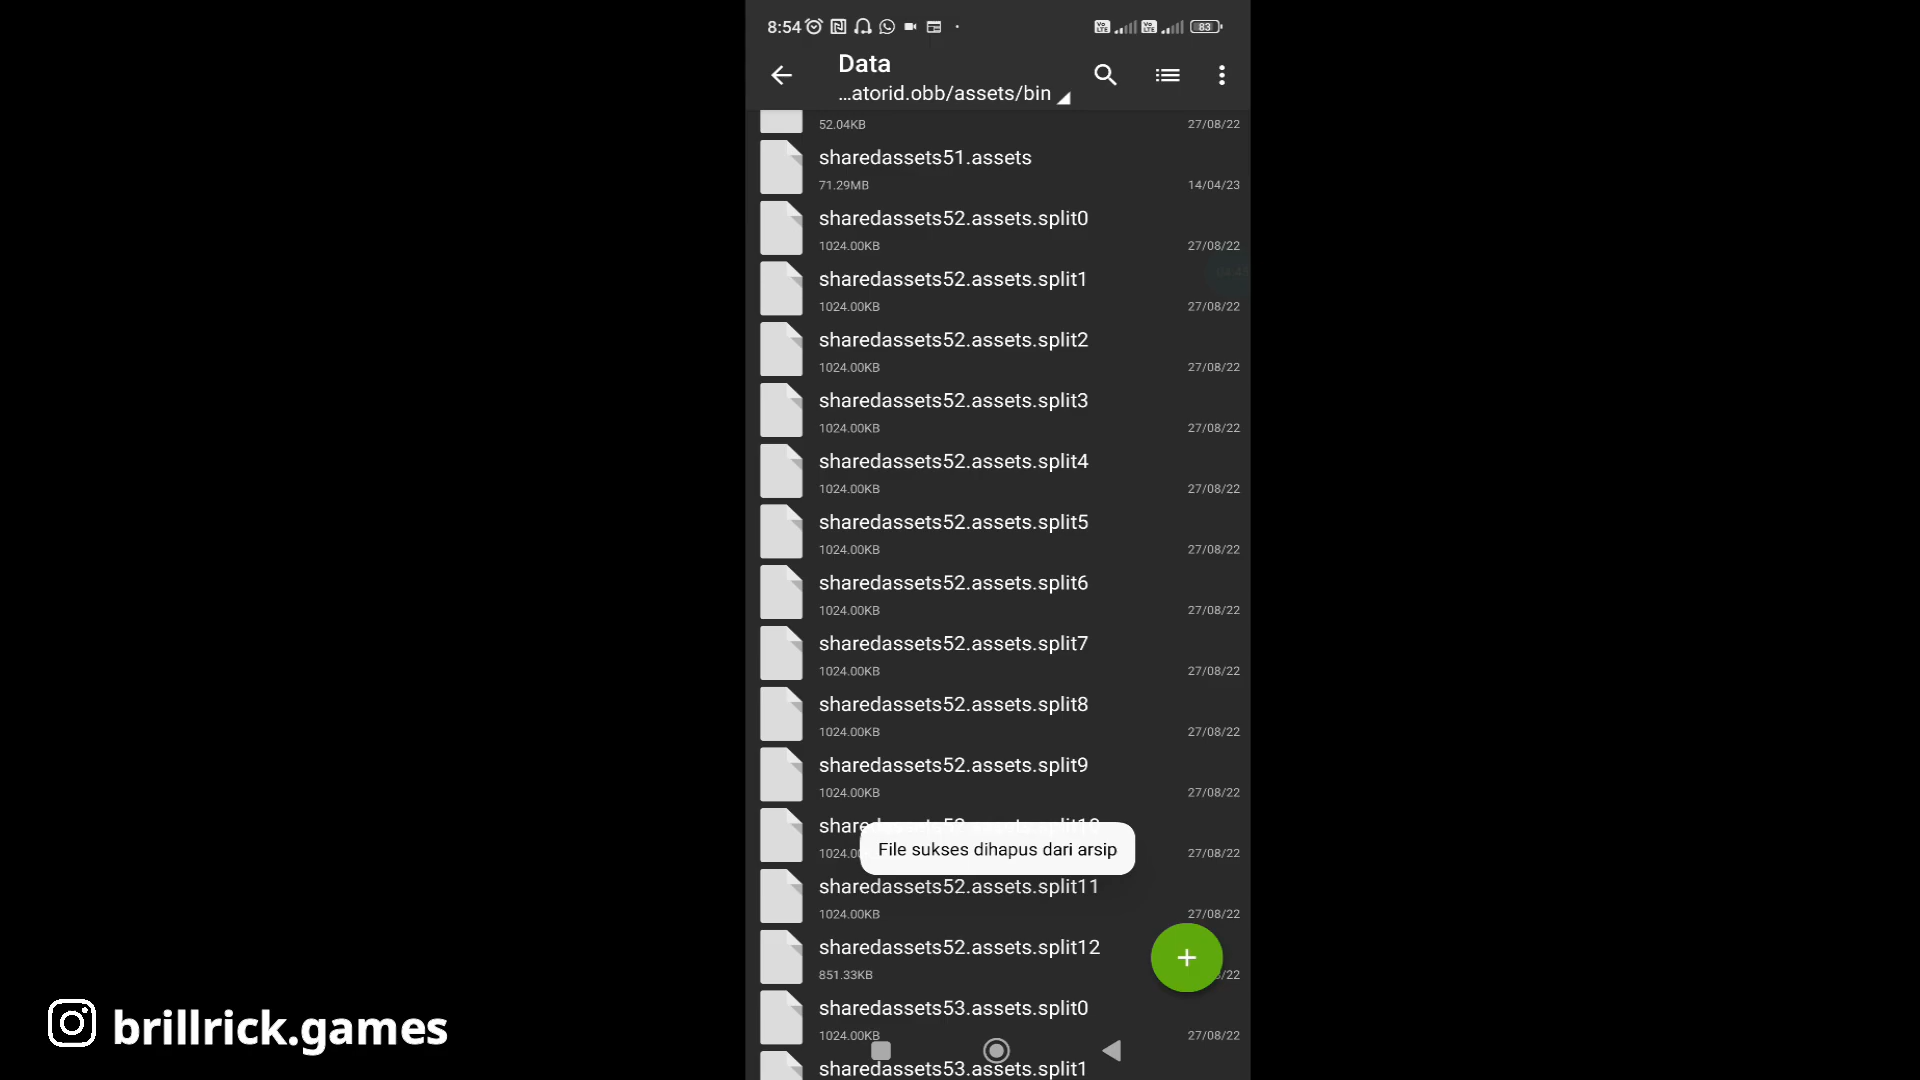 8:54
83
Data
...atorid.obb/assets/bin
52.04KB 27/08/22
sharedassets51.assets
71.29MB 14/04/23
sharedassets52.assets.split0
1024.00KB 27/08/22
sharedassets52.assets.split1
1024.00KB 27/08/22
sharedassets52.assets.split2
1024.00KB 27/08/22
sharedassets52.assets.split3
1024.00KB 27/08/22
sharedassets52.assets.split4
1024.00KB 27/08/22
sharedassets52.assets.split5
1024.00KB 27/08/22
sharedassets52.assets.split6
1024.00KB 27/08/22
sharedassets52.assets.split7
1024.00KB 27/08/22
sharedassets52.assets.split8
1024.00KB 27/08/22
sharedassets52.assets.split9
1024.00KB 27/08/22
sharedassets52.assets.split10
27/08/22
File sukses dihapus dari arsip
sharedassets52.assets.split11
1024.00KB 27/08/22
sharedassets52.assets.split12
851.33KB /22
sharedassets53.assets.split0
1024.00KB 27/08/22
sharedassets53.assets.split1
brillrick.games